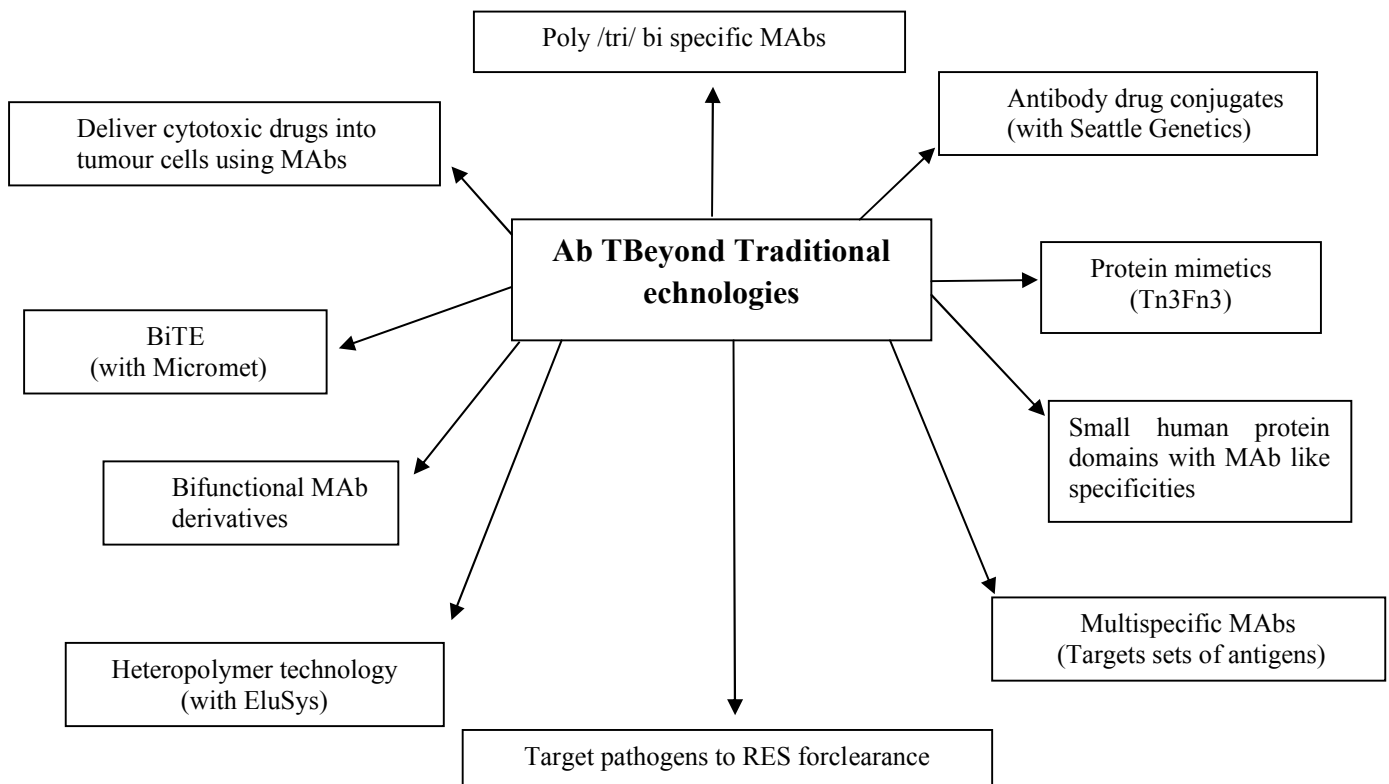 Poly /tri/ bi specific MAbs
Antibody drug conjugates
(with Seattle Genetics)
Deliver cytotoxic drugs into
tumour cells using MAbs
Ab TBeyond Traditional
echnologies
Protein mimetics
(Tn3Fn3)
BiTE
(with Micromet)
Small human protein
domains with MAb like
specificities
Bifunctional MAb
derivatives
Multispecific MAbs
(Targets sets of antigens)
Heteropolymer technology
(with EluSys)
Target pathogens to RES forclearance